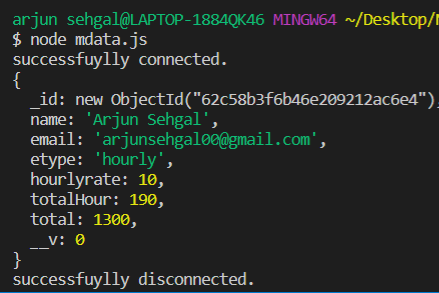 arjun sehgal@LAPTOP-1884QK46 MINGW64 ~/Desktop/
$ node mdata.js
successfuylly connected.
{
  _id: new ObjectId("62c58b3f6b46e209212ac6e4"),
  name: 'Arjun Sehgal',
  email: 'arjunsehgal00@gmail.com',
  etype: 'hourly',
  hourlyrate: 10,
  totalHour: 190,
  total: 1300,
  __v: 0
}
successfuylly disconnected.